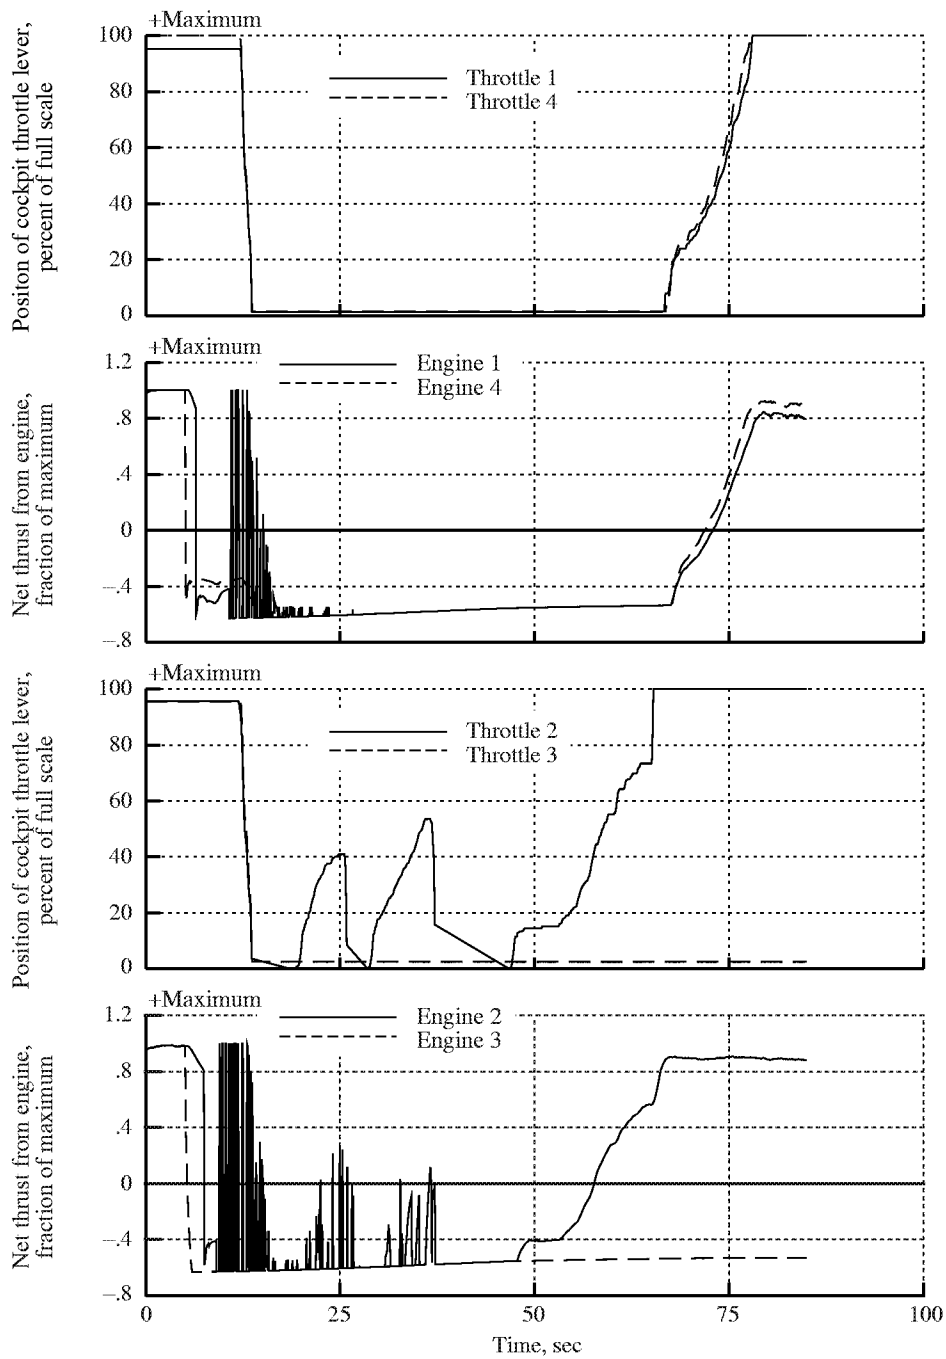 +Maximum
100
80
60
40
20
0
Positon of cockpit throttle lever,
percent of full scale
Throttle 1
Throttle 4
+Maximum
1.2
.8
.4
0
–.4
–.8
Net thrust from engine,
fraction of maximum
Engine 1
Engine 4
+Maximum
100
80
60
40
20
0
Position of cockpit throttle lever,
percent of full scale
Throttle 2
Throttle 3
+Maximum
1.2
.8
.4
0
–.4
–.8
Net thrust from engine,
fraction of maximum
Engine 2
Engine 3
0 25 50 75 100
Time, sec